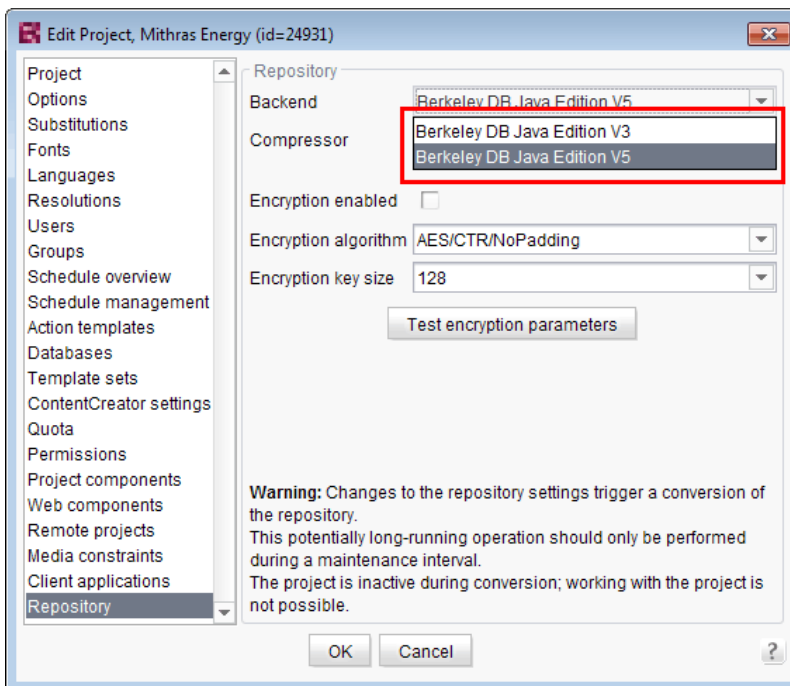 Edit Project, Mithras Energy (id=24931)
Project
Options
Substitutions
Fonts
Languages
Resolutions
Users
Groups
Schedule overview
Schedule management
Action templates
Databases
Template sets
ContentCreator settings
Quota
Permissions
Project components
Web components
Remote projects
Media constraints
Client applications
Repository
Repository
Backend Berkeley DB Java Edition V5
Berkeley DB Java Edition V3
Compressor
Berkeley DB Java Edition V5
Encryption enabled
Encryption algorithm AES/CTR/NoPadding
Encryption key size 128
Test encryption parameters
Warning: Changes to the repository settings trigger a conversion of
the repository.
This potentially long-running operation should only be performed
during a maintenance interval.
The project is inactive during conversion; working with the project is
not possible.
OK Cancel ?